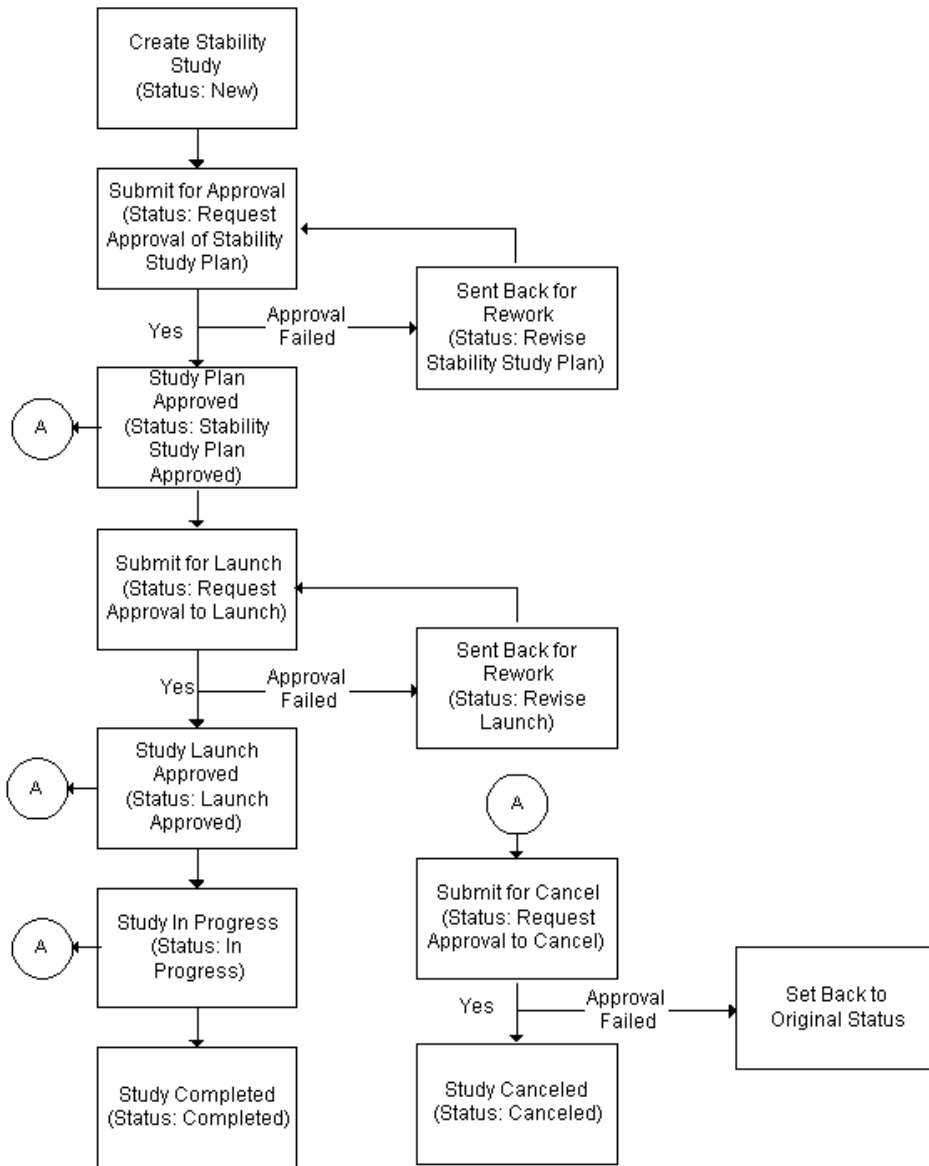 Create Stability
Study
(Status: New)
Submit for Approval
(Status: Request
Approval of Stability
Study Plan)
Yes
Approval
Failed
Sent Back for
Rework
(Status: Revise
Stability Study Plan)
A
Study Plan
Approved
(Status: Stability
Study Plan
Approved)
Submit for Launch
(Status: Request
Approval to Launch)
Yes
Approval
Failed
Sent Back for
Rework
(Status: Revise
Launch)
A
Study Launch
Approved
(Status: Launch
Approved)
A
Study In Progress
(Status: In
Progress)
Study Completed
(Status: Completed)
A
Submit for Cancel
(Status: Request
Approval to Cancel)
Yes
Approval
Failed
Set Back to
Original Status
Study Canceled
(Status: Canceled)